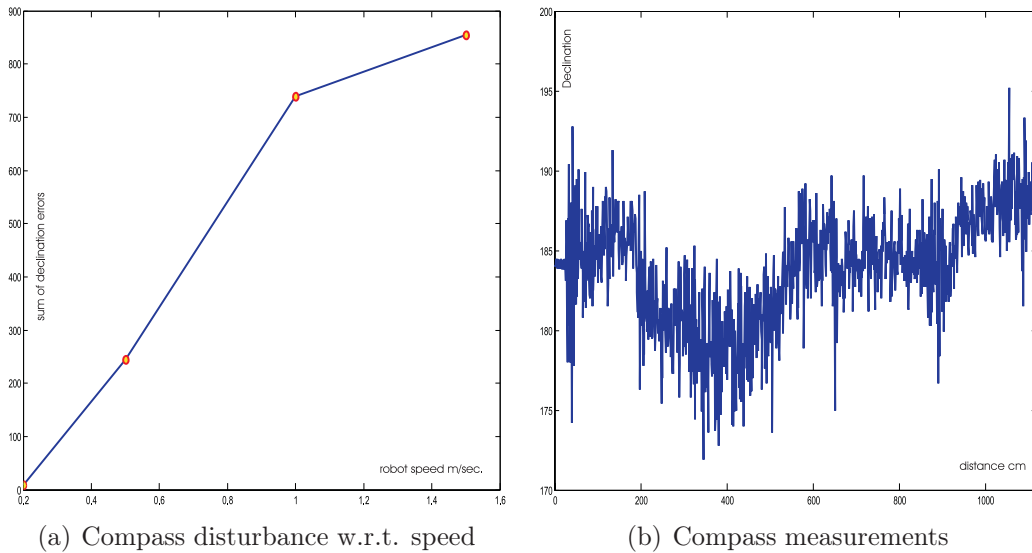 900
800
700
600
500
400
300
200
100
0
sum of declination errors
robot speed m/sec.
0,2 0,4 0,6 0,8 1 1,2 1,4 1,6
(a) Compass disturbance w.r.t. speed
200
195
190
185
180
175
170
Declination
distance cm
0 200 400 600 800 1000
(b) Compass measurements